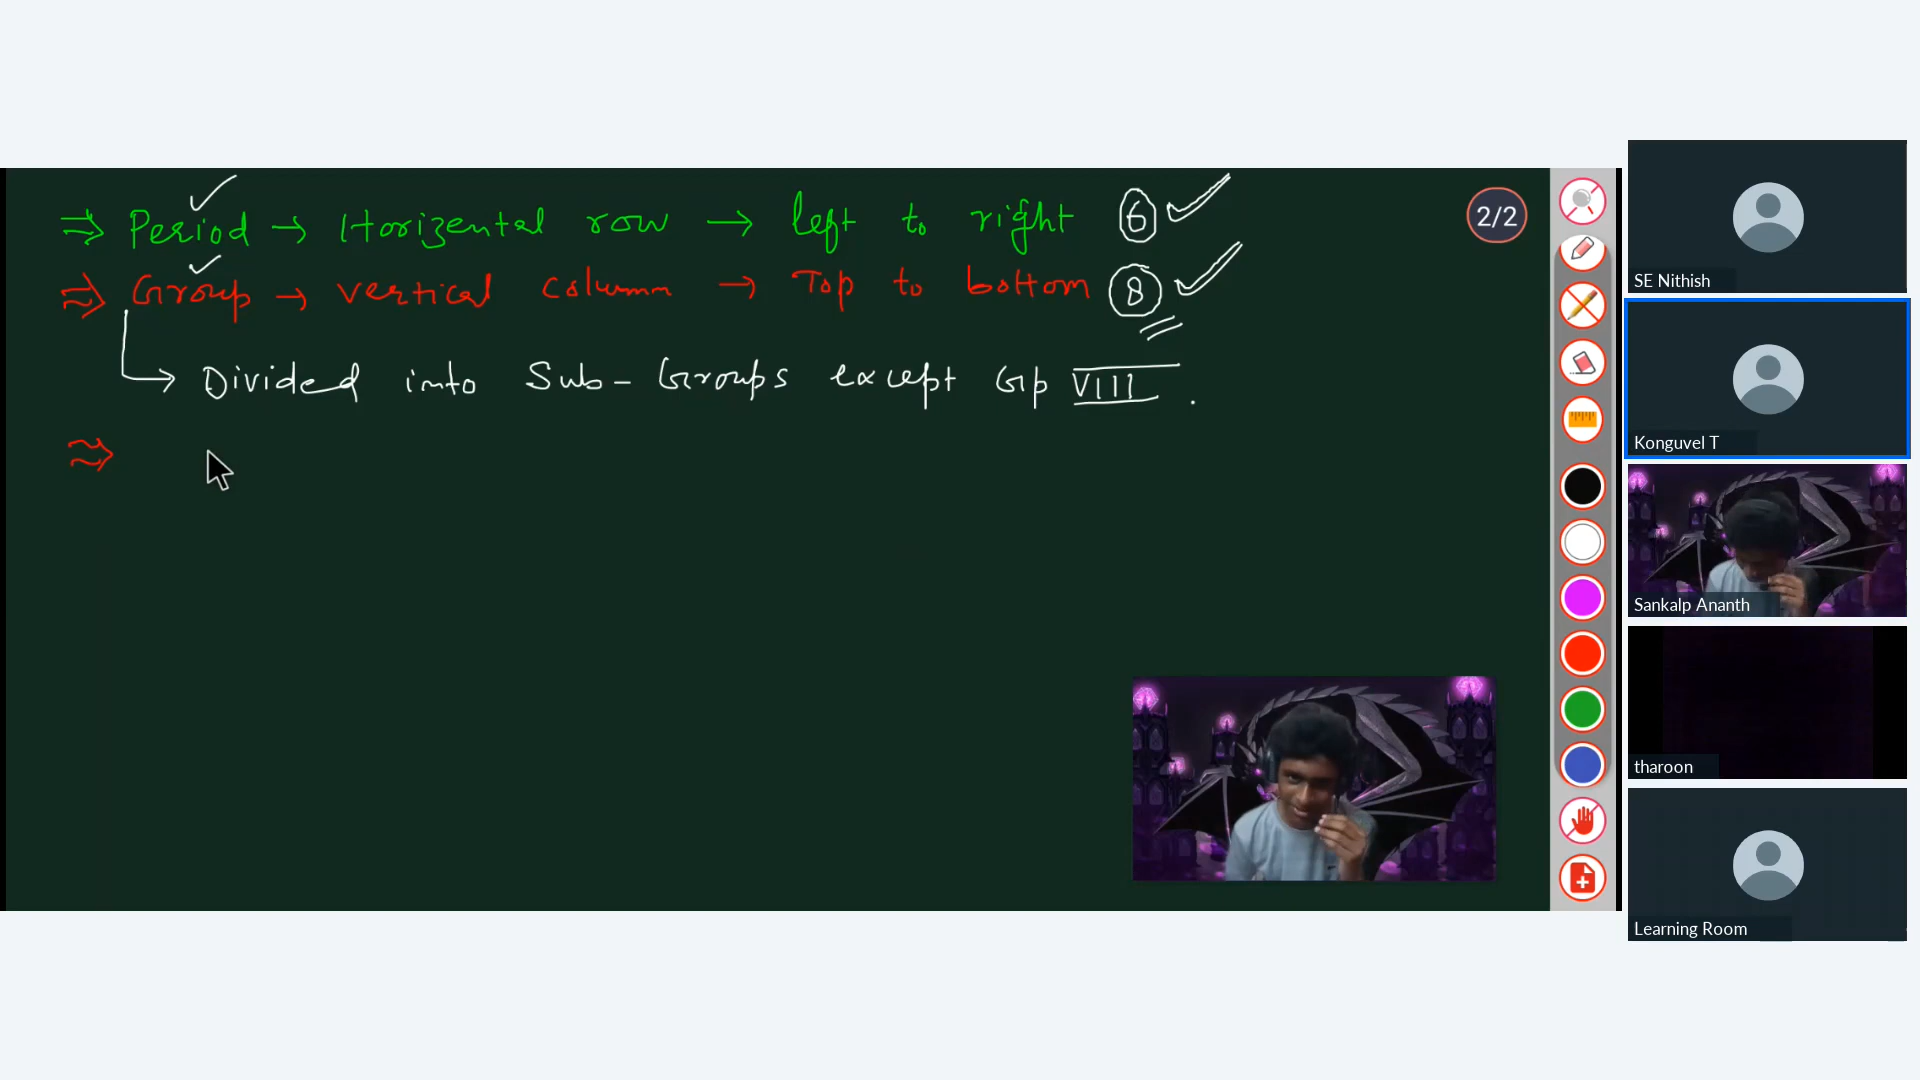 ⇒ Period → Horizental row → left to right 6 ✓
⇒ Group → vertical column → Top to bottom 8 ✓
↳ Divided into Sub-Groups except Gp VIII.
⇒
2/2
SE Nithish
Konguvel T
Sankalp Ananth
tharoon
Learning Room